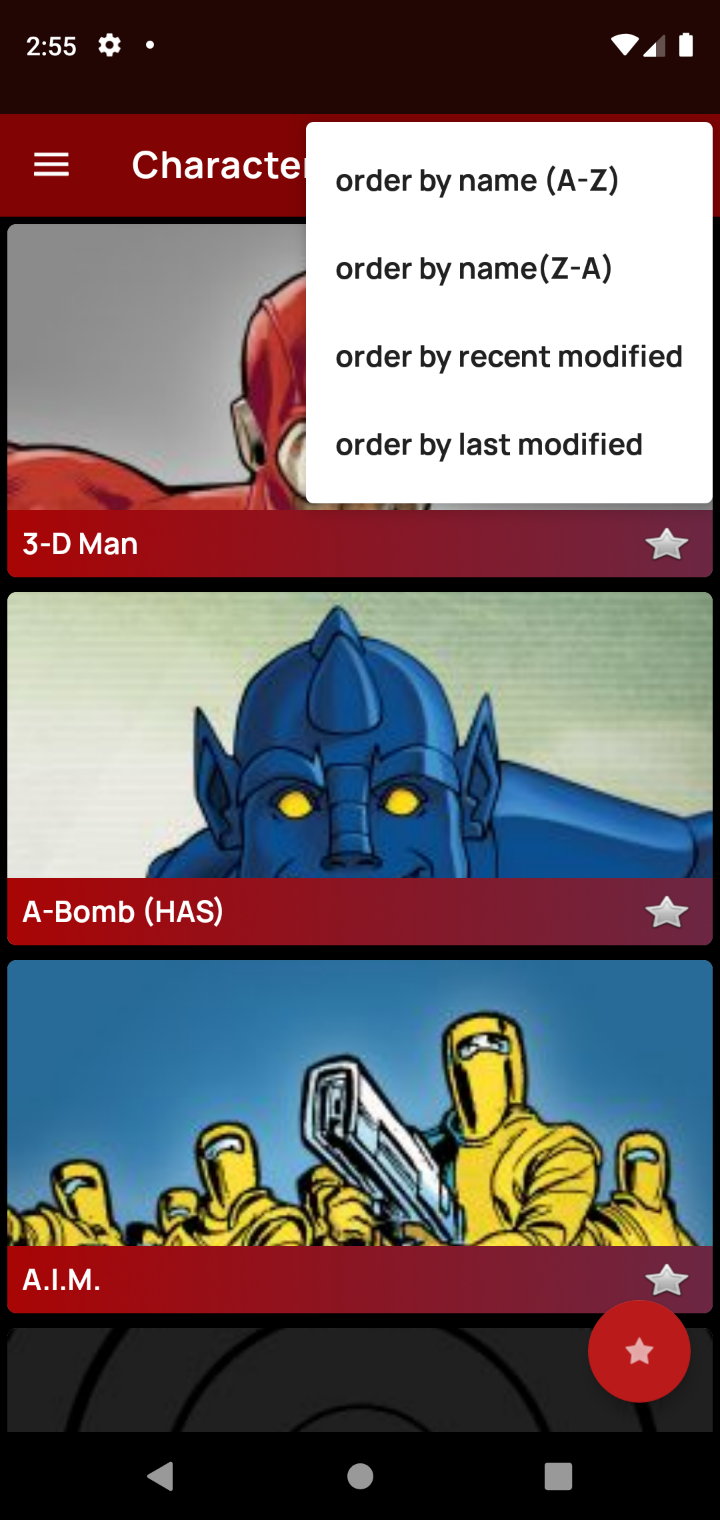 2:55
Character
order by name (A-Z)
order by name(Z-A)
order by recent modified
order by last modified
3-D Man
A-Bomb (HAS)
A.I.M.